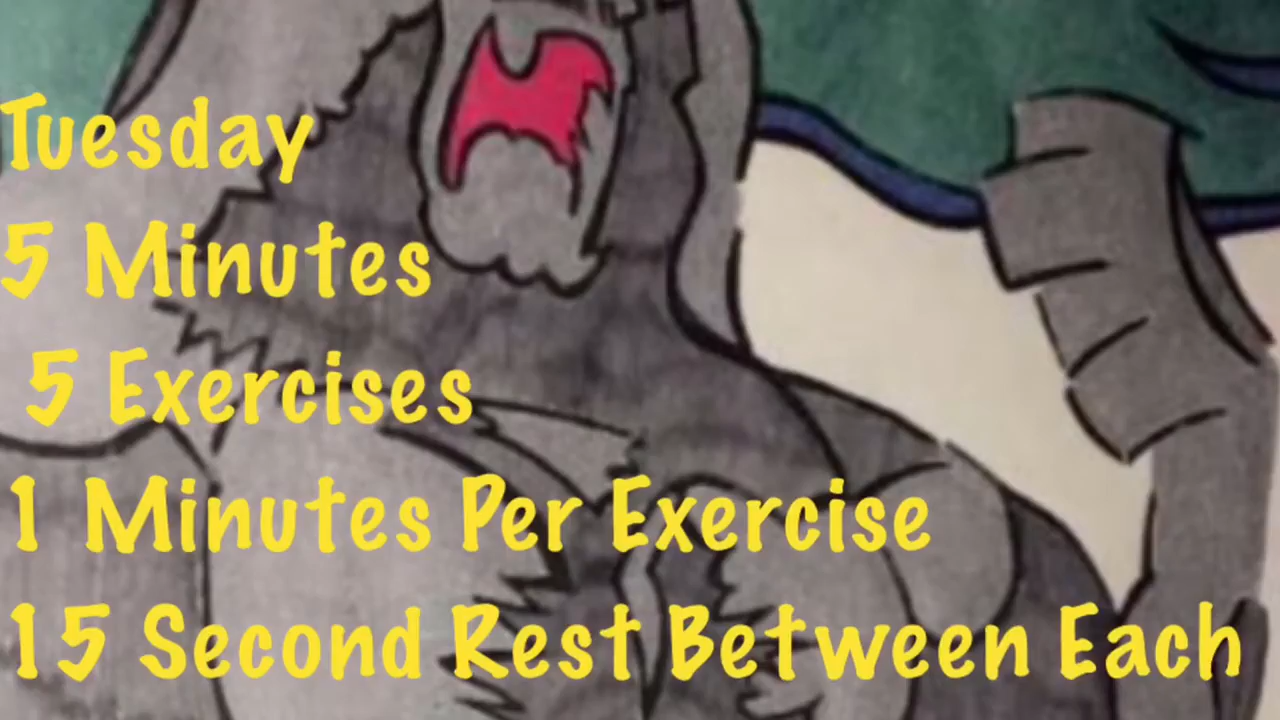 Tuesday
5 Minutes
5 Exercises
1 Minutes Per Exercise
15 Second Rest Between Each